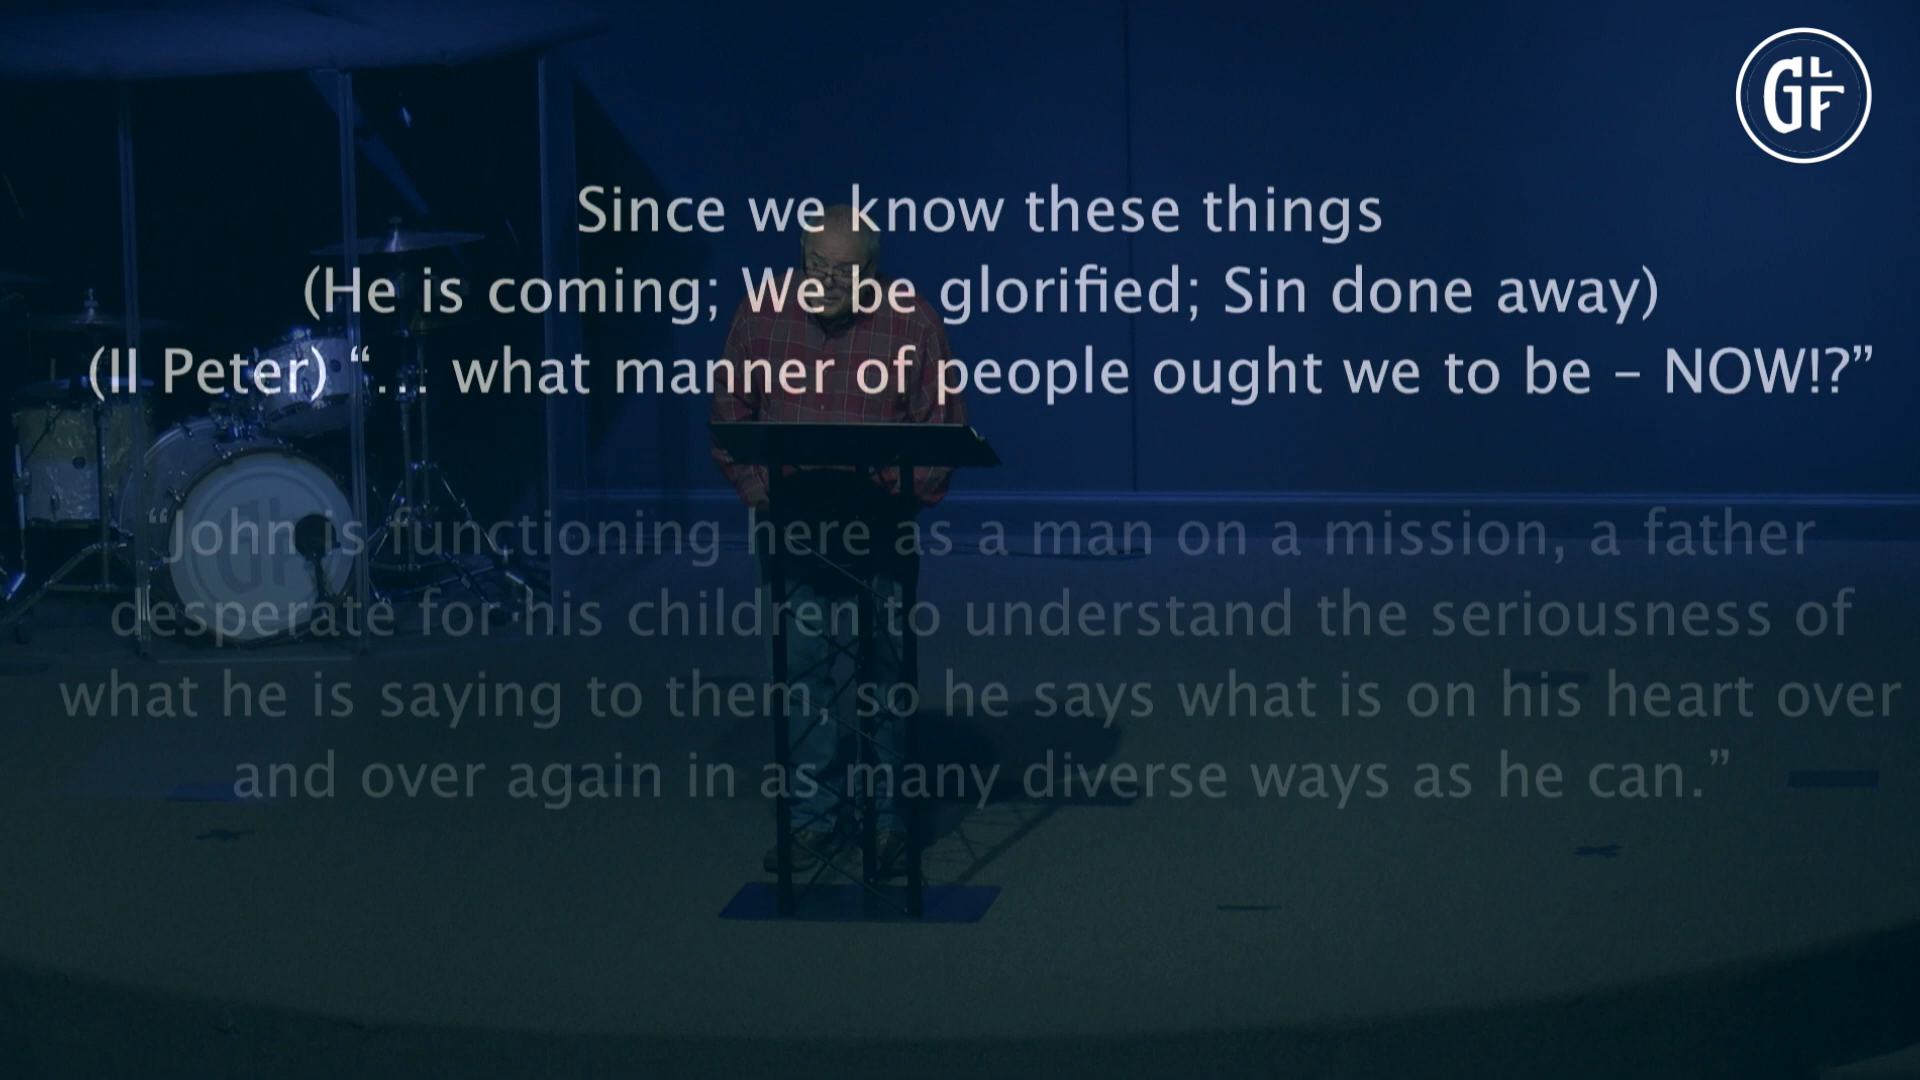 GLF
Since we know these things
(He is coming; We be glorified; Sin done away)
(II Peter) “… what manner of people ought we to be – NOW!?”
“John is functioning here as a man on a mission, a father
desperate for his children to understand the seriousness of
what he is saying to them, so he says what is on his heart over
and over again in as many diverse ways as he can.”
GLF